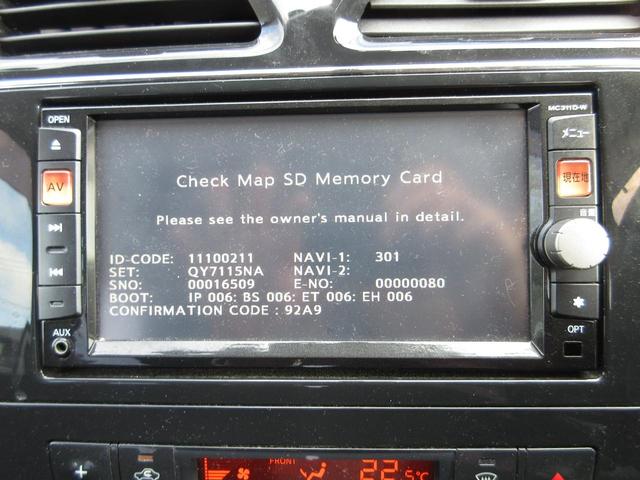 OPEN
MC311D-W
メニュー
AV
現在地
音量
Check Map SD Memory Card
Please see the owner's manual in detail.
ID-CODE: 11100211 NAVI-1: 301
SET: QY7115NA NAVI-2:
SNO: 00016509 E-NO: 00000080
BOOT: IP 006: BS 006: ET 006: EH 006
CONFIRMATION CODE : 92A9
AUX
OPT
FRONT
22.5°C